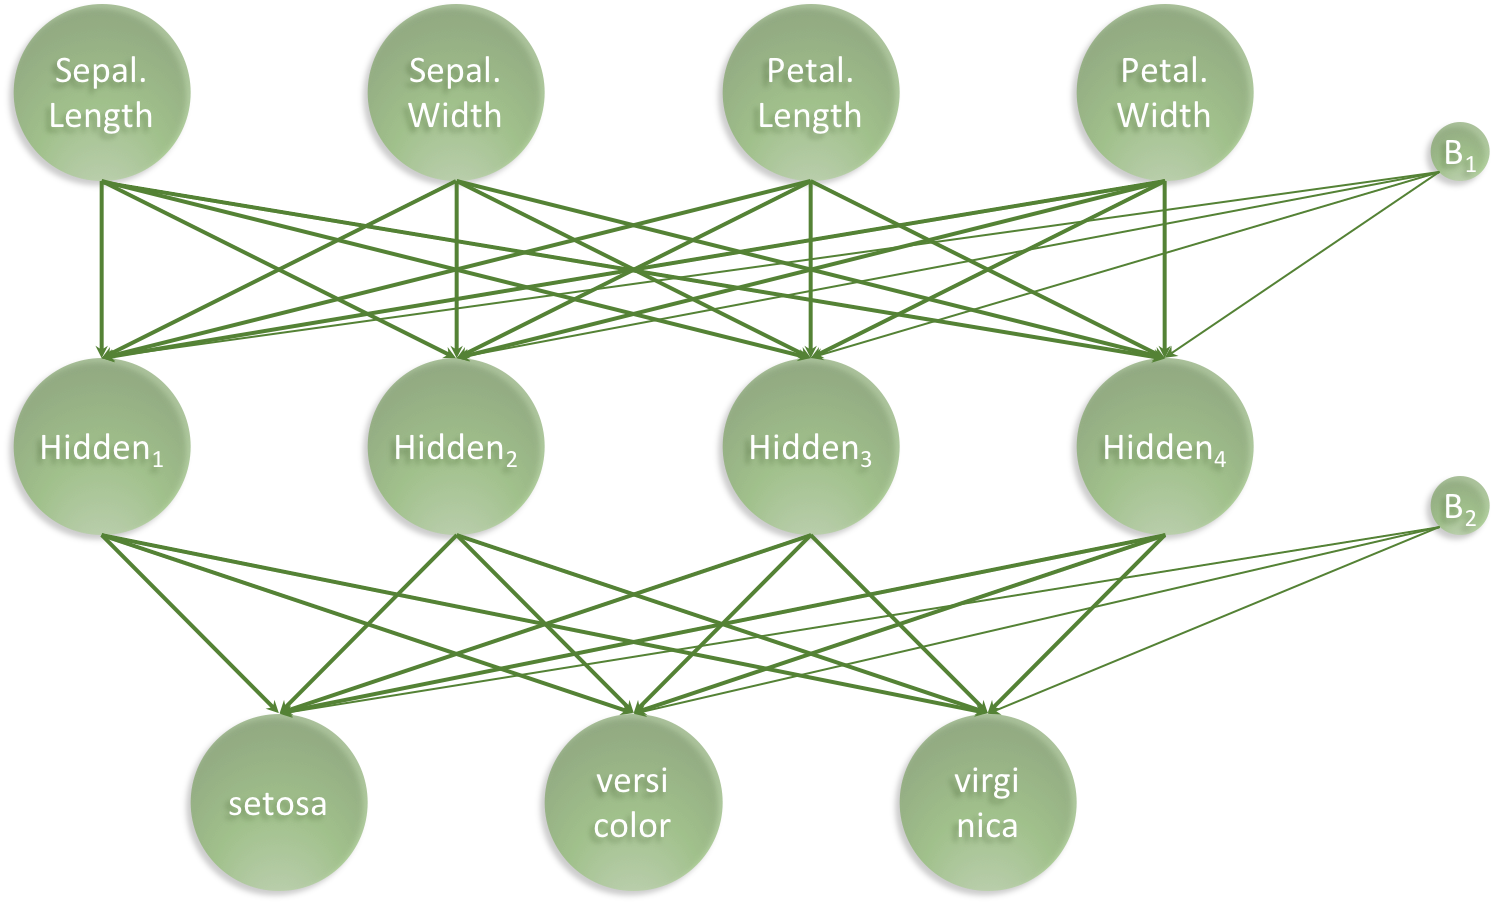 Sepal.
Length
Sepal.
Width
Petal.
Length
Petal.
Width
B₁
Hidden₁
Hidden₂
Hidden₃
Hidden₄
B₂
setosa
versi
color
virgi
nica